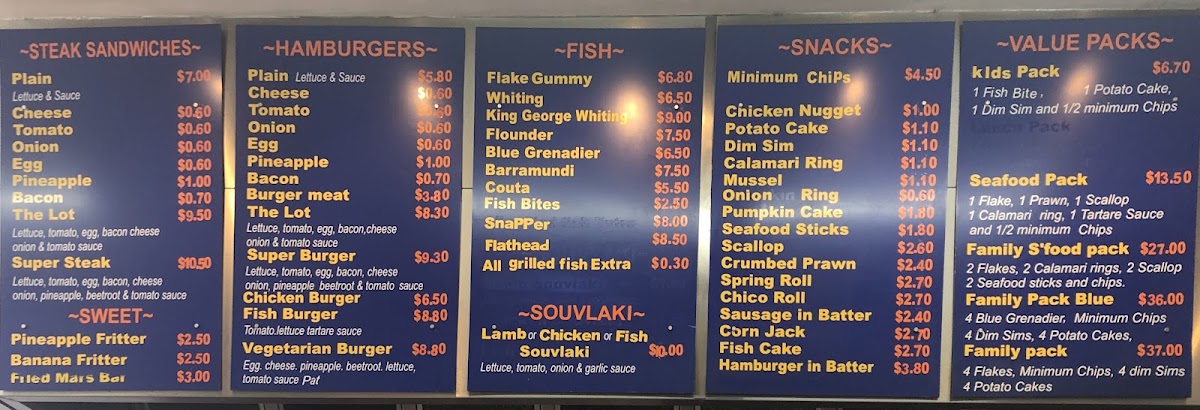 ~STEAK SANDWICHES~
Plain $7.00
Lettuce & Sauce
Cheese $0.60
Tomato $0.60
Onion $0.60
Egg $0.60
Pineapple $1.00
Bacon $0.70
The Lot $9.50
Lettuce, tomato, egg, bacon cheese
onion & tomato sauce
Super Steak $10.50
Lettuce, tomato, egg, bacon, cheese
onion, pineapple, beetroot & tomato sauce
~SWEET~
Pineapple Fritter $2.50
Banana Fritter $2.50
Fried Mars Bar $3.00
~HAMBURGERS~
Plain Lettuce & Sauce $5.80
Cheese $0.60
Tomato $0.60
Onion $0.60
Egg $0.60
Pineapple $1.00
Bacon $0.70
Burger meat $3.80
The Lot $8.30
Lettuce, tomato, egg, bacon,cheese
onion & tomato sauce
Super Burger $9.30
Lettuce, tomato, egg, bacon, cheese
onion, pineapple beetroot & tomato sauce
Chicken Burger $6.50
Fish Burger $8.80
Tomato.lettuce tartare sauce
Vegetarian Burger $8.80
Egg. cheese. pineapple. beetroot. lettuce,
tomato sauce Pat
~FISH~
Flake Gummy $6.80
Whiting $6.50
King George Whiting $9.00
Flounder $7.50
Blue Grenadier $6.50
Barramundi $7.50
Couta $5.50
Fish Bites $2.50
SnaPPer $8.00
Flathead $8.50
All grilled fish Extra $0.30
~SOUVLAKI~
Lamb or Chicken or Fish
Souvlaki $10.00
Lettuce, tomato, onion & garlic sauce
~SNACKS~
Minimum ChiPs $4.50
Chicken Nugget $1.00
Potato Cake $1.10
Dim Sim $1.10
Calamari Ring $1.10
Mussel $1.10
Onion Ring $0.60
Pumpkin Cake $1.80
Seafood Sticks $1.80
Scallop $2.60
Crumbed Prawn $2.40
Spring Roll $2.70
Chico Roll $2.70
Sausage in Batter $2.40
Corn Jack $2.70
Fish Cake $2.70
Hamburger in Batter $3.80
~VALUE PACKS~
kIds Pack $6.70
1 Fish Bite, 1 Potato Cake,
1 Dim Sim and 1/2 minimum Chips
Seafood Pack $13.50
1 Flake, 1 Prawn, 1 Scallop
1 Calamari ring, 1 Tartare Sauce
and 1/2 minimum Chips
Family S'food pack $27.00
2 Flakes, 2 Calamari rings, 2 Scallop
2 Seafood sticks and chips.
Family Pack Blue $36.00
4 Blue Grenadier, Minimum Chips
4 Dim Sims, 4 Potato Cakes,
Family pack $37.00
4 Flakes, Minimum Chips, 4 dim Sims
4 Potato Cakes